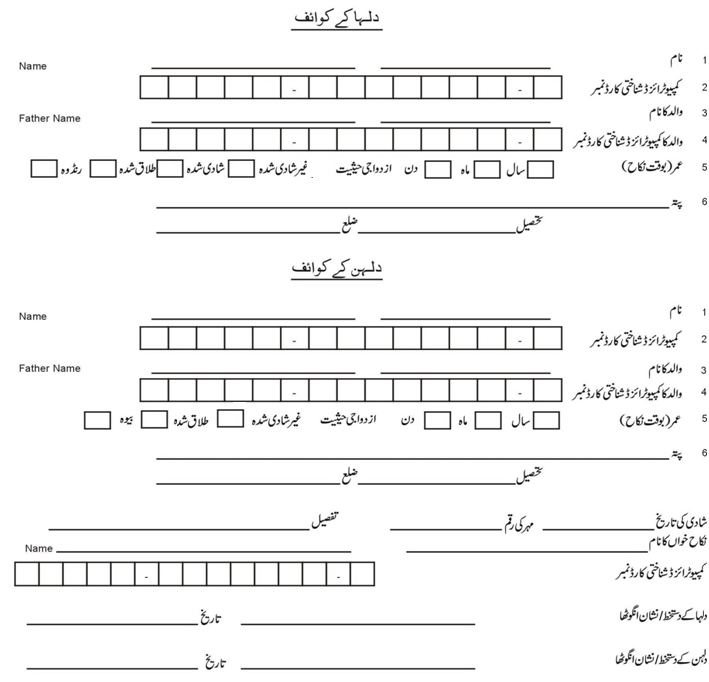 دلہا کے کوائف
1 نام Name
2 کمپیوٹرائزڈ شناختی کارڈ نمبر - -
3 والد کا نام Father Name
4 والد کا کمپیوٹرائزڈ شناختی کارڈ نمبر - -
5 عمر (بوقت نکاح) سال ماہ دن ازدواجی حیثیت غیر شادی شدہ شادی شدہ طلاق شدہ رنڈوہ
6 پتہ
تحصیل ضلع
دلہن کے کوائف
1 نام Name
2 کمپیوٹرائزڈ شناختی کارڈ نمبر - -
3 والد کا نام Father Name
4 والد کا کمپیوٹرائزڈ شناختی کارڈ نمبر - -
5 عمر (بوقت نکاح) سال ماہ دن ازدواجی حیثیت غیر شادی شدہ طلاق شدہ بیوہ
6 پتہ
تحصیل ضلع
شادی کی تاریخ مہر کی رقم تفصیل
نکاح خواں کا نام Name
کمپیوٹرائزڈ شناختی کارڈ نمبر - -
دلہا کے دستخط/نشان انگوٹھا تاریخ
دلہن کے دستخط/نشان انگوٹھا تاریخ